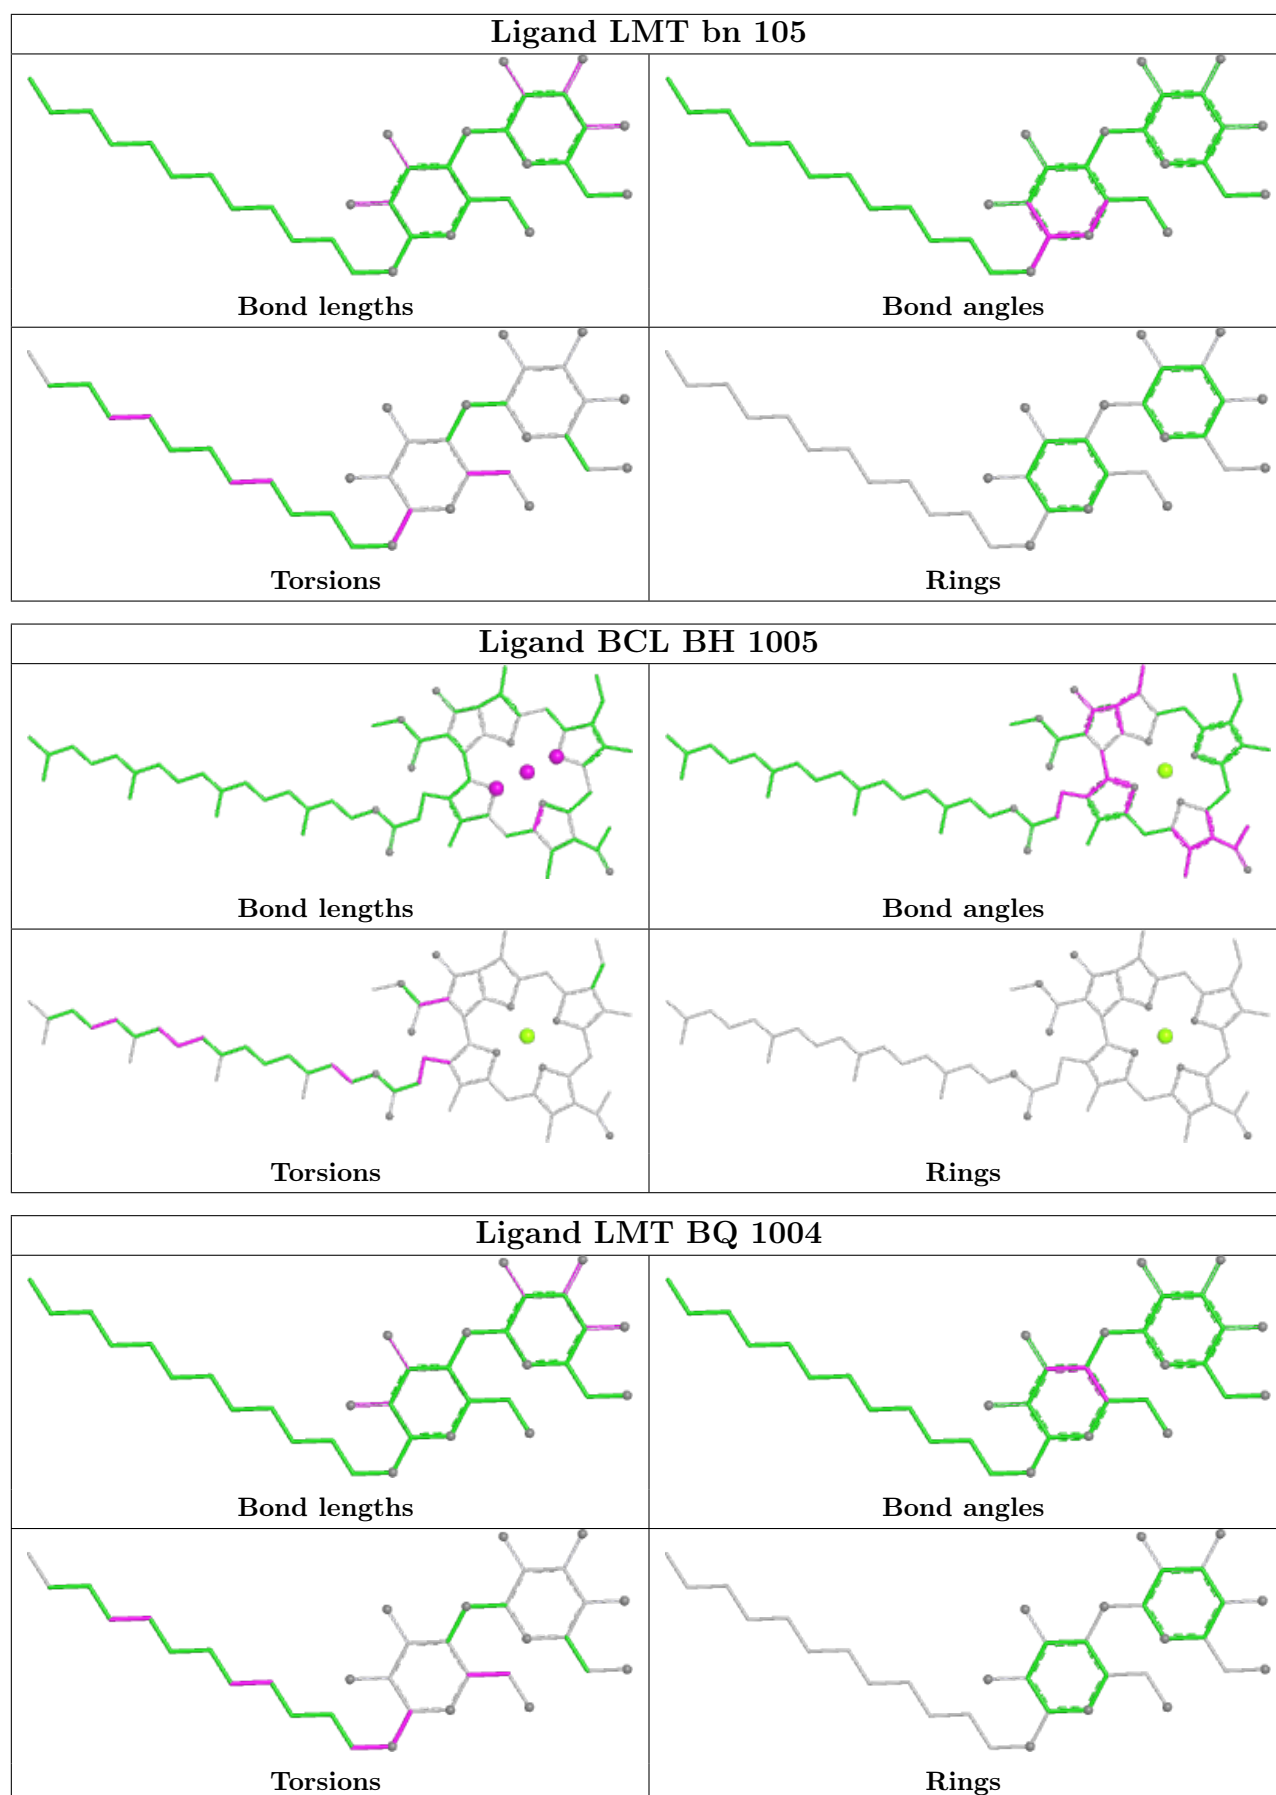 Ligand LMT bn 105
Bond lengths
Bond angles
Torsions
Rings
Ligand BCL BH 1005
Bond lengths
Bond angles
Torsions
Rings
Ligand LMT BQ 1004
Bond lengths
Bond angles
Torsions
Rings